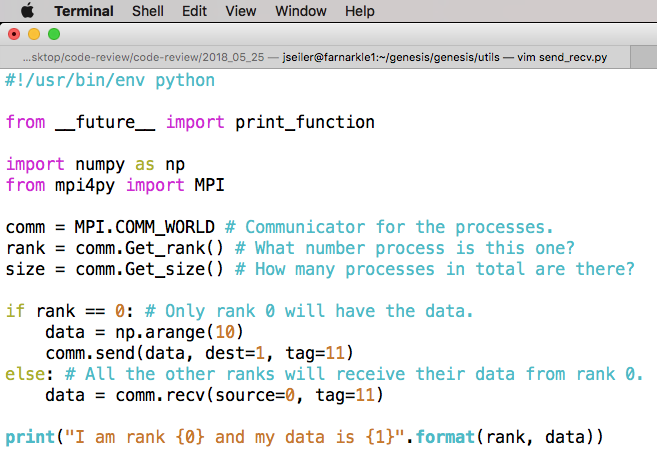 Terminal Shell Edit View Window Help
...sktop/code-review/code-review/2018_05_25 — jseiler@farnarkle1:~/genesis/genesis/utils — vim send_recv.py
#!/usr/bin/env python
from __future__ import print_function
import numpy as np
from mpi4py import MPI
comm = MPI.COMM_WORLD # Communicator for the processes.
rank = comm.Get_rank() # What number process is this one?
size = comm.Get_size() # How many processes in total are there?
if rank == 0: # Only rank 0 will have the data.
    data = np.arange(10)
    comm.send(data, dest=1, tag=11)
else: # All the other ranks will receive their data from rank 0.
    data = comm.recv(source=0, tag=11)
print("I am rank {0} and my data is {1}".format(rank, data))